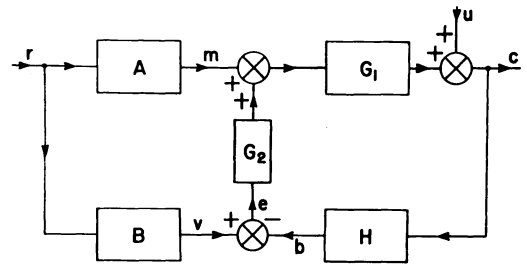 u
r
A
m
+
+
G₁
+
+
c
G₂
e
B
v
+
−
b
H